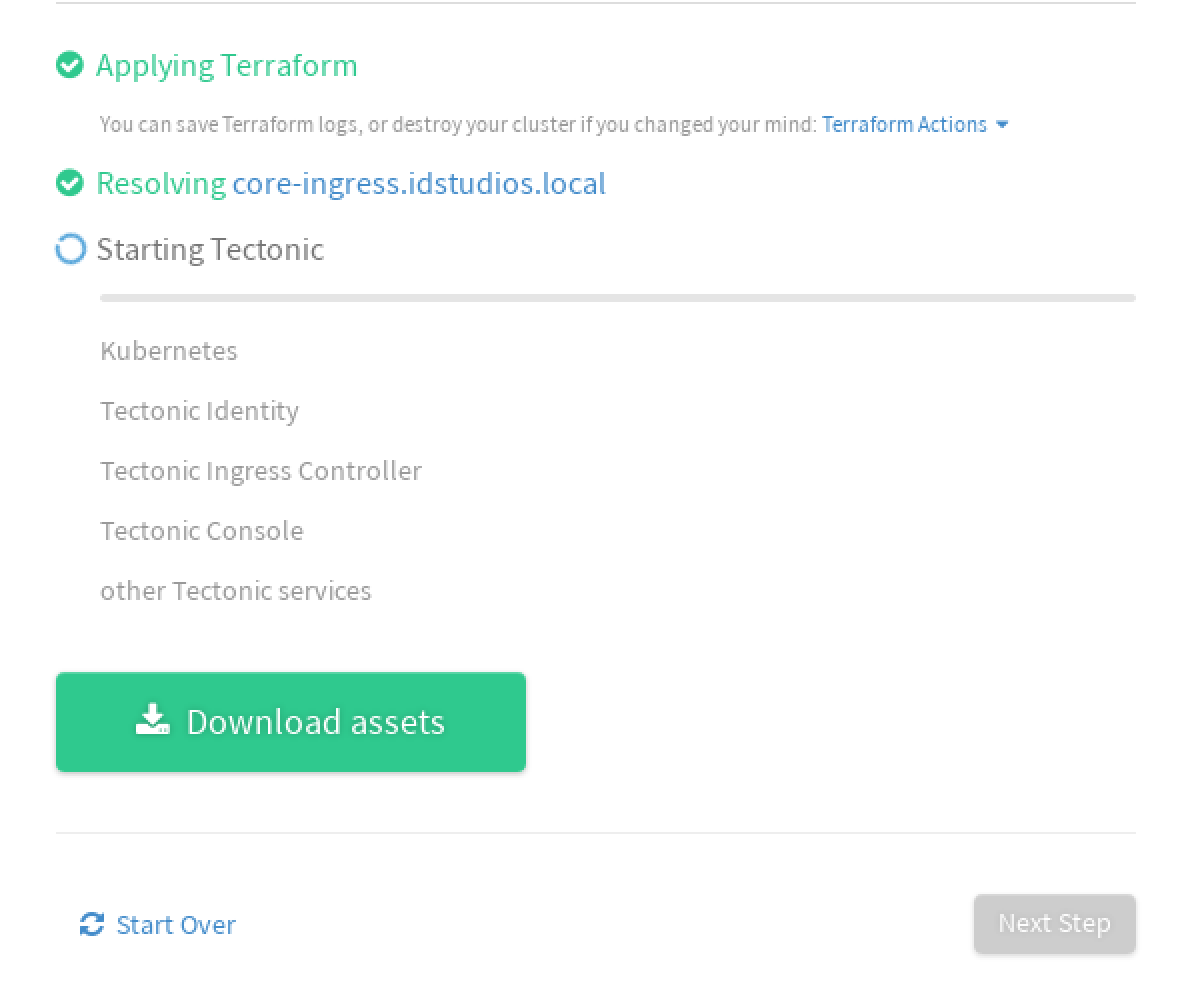 Applying Terraform
You can save Terraform logs, or destroy your cluster if you changed your mind: Terraform Actions
Resolving core-ingress.idstudios.local
Starting Tectonic
Kubernetes
Tectonic Identity
Tectonic Ingress Controller
Tectonic Console
other Tectonic services
Download assets
Start Over
Next Step